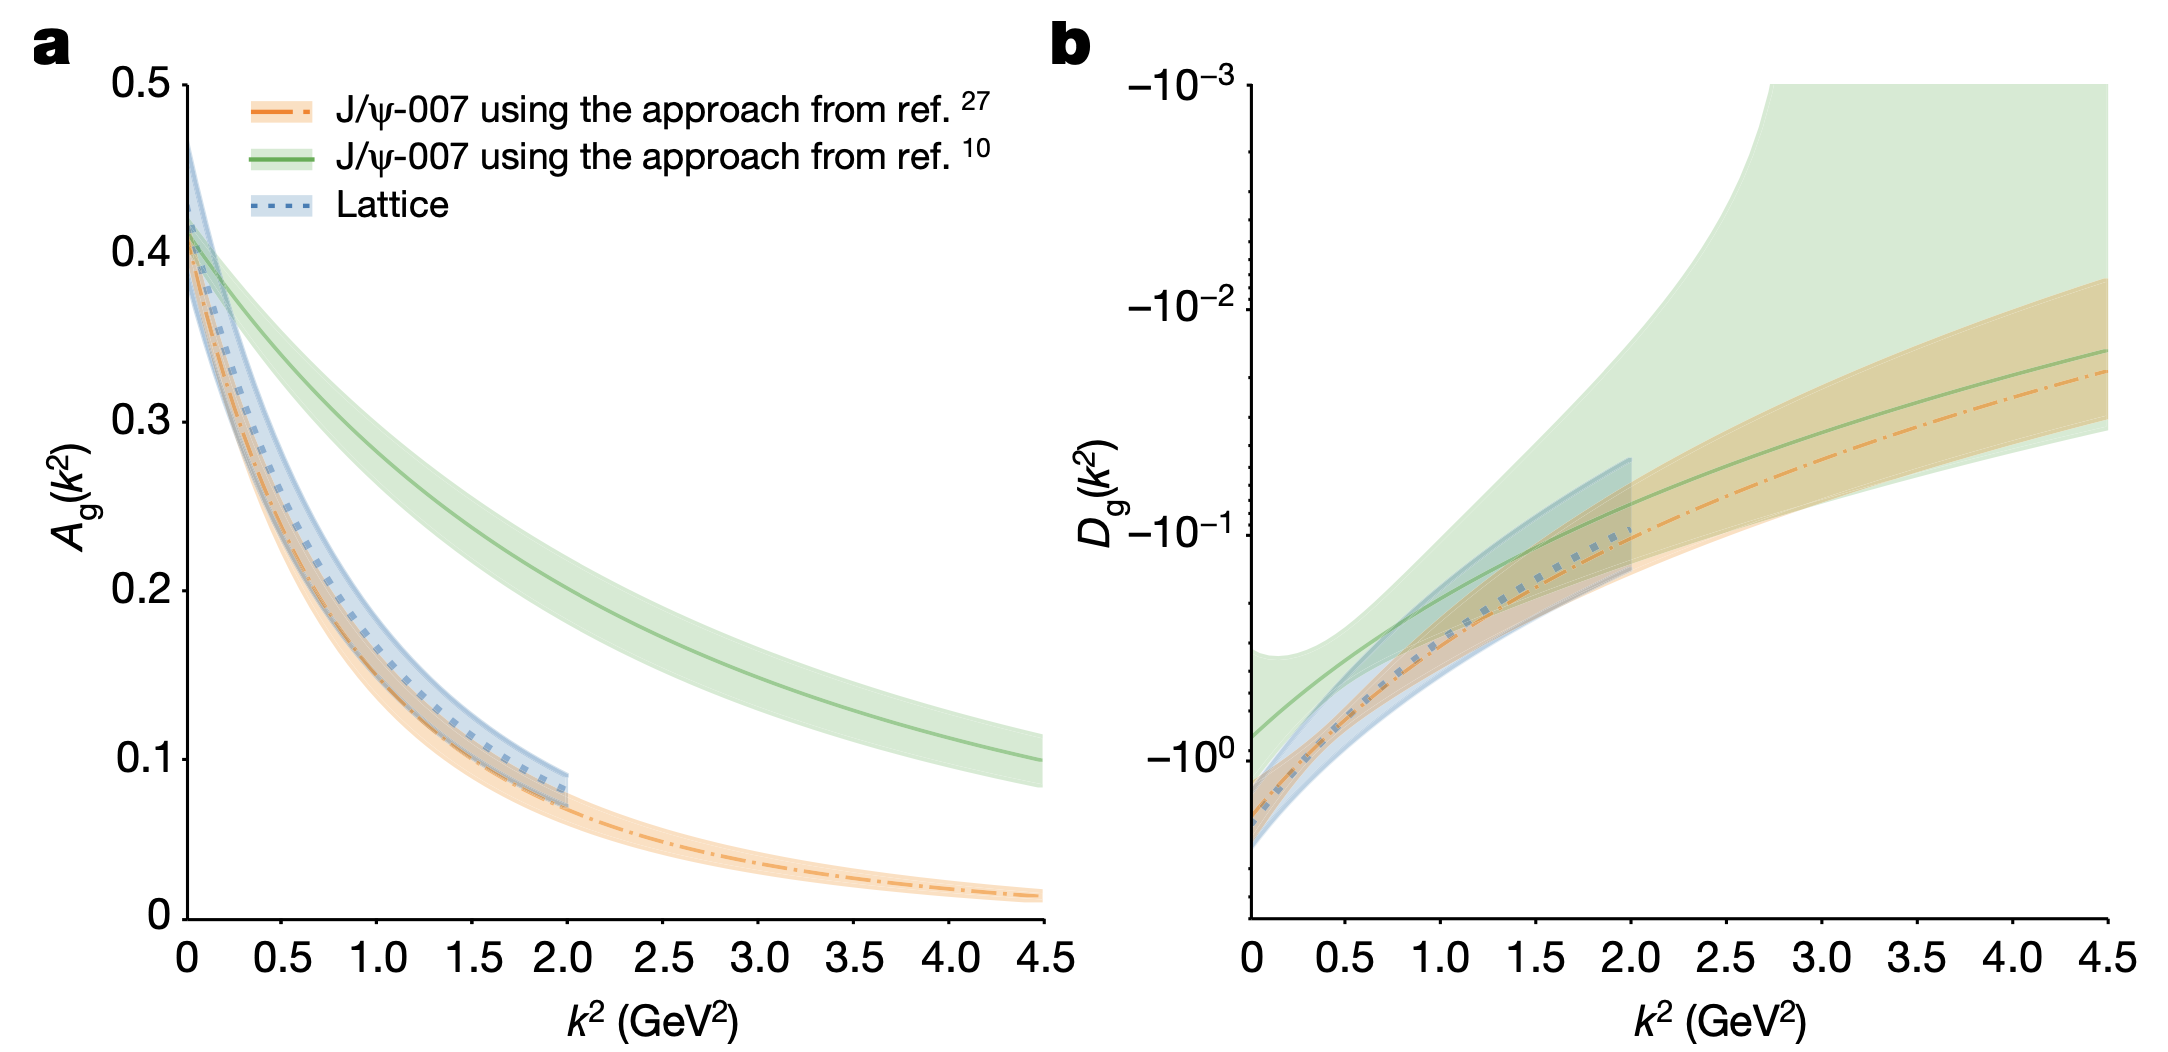 a
0.5
0.4
0.3
0.2
0.1
0
A_g(k²)
J/ψ-007 using the approach from ref. ²⁷
J/ψ-007 using the approach from ref. ¹⁰
Lattice
0 0.5 1.0 1.5 2.0 2.5 3.0 3.5 4.0 4.5
k² (GeV²)
b
−10⁻³
−10⁻²
−10⁻¹
−10⁰
D_g(k²)
0 0.5 1.0 1.5 2.0 2.5 3.0 3.5 4.0 4.5
k² (GeV²)